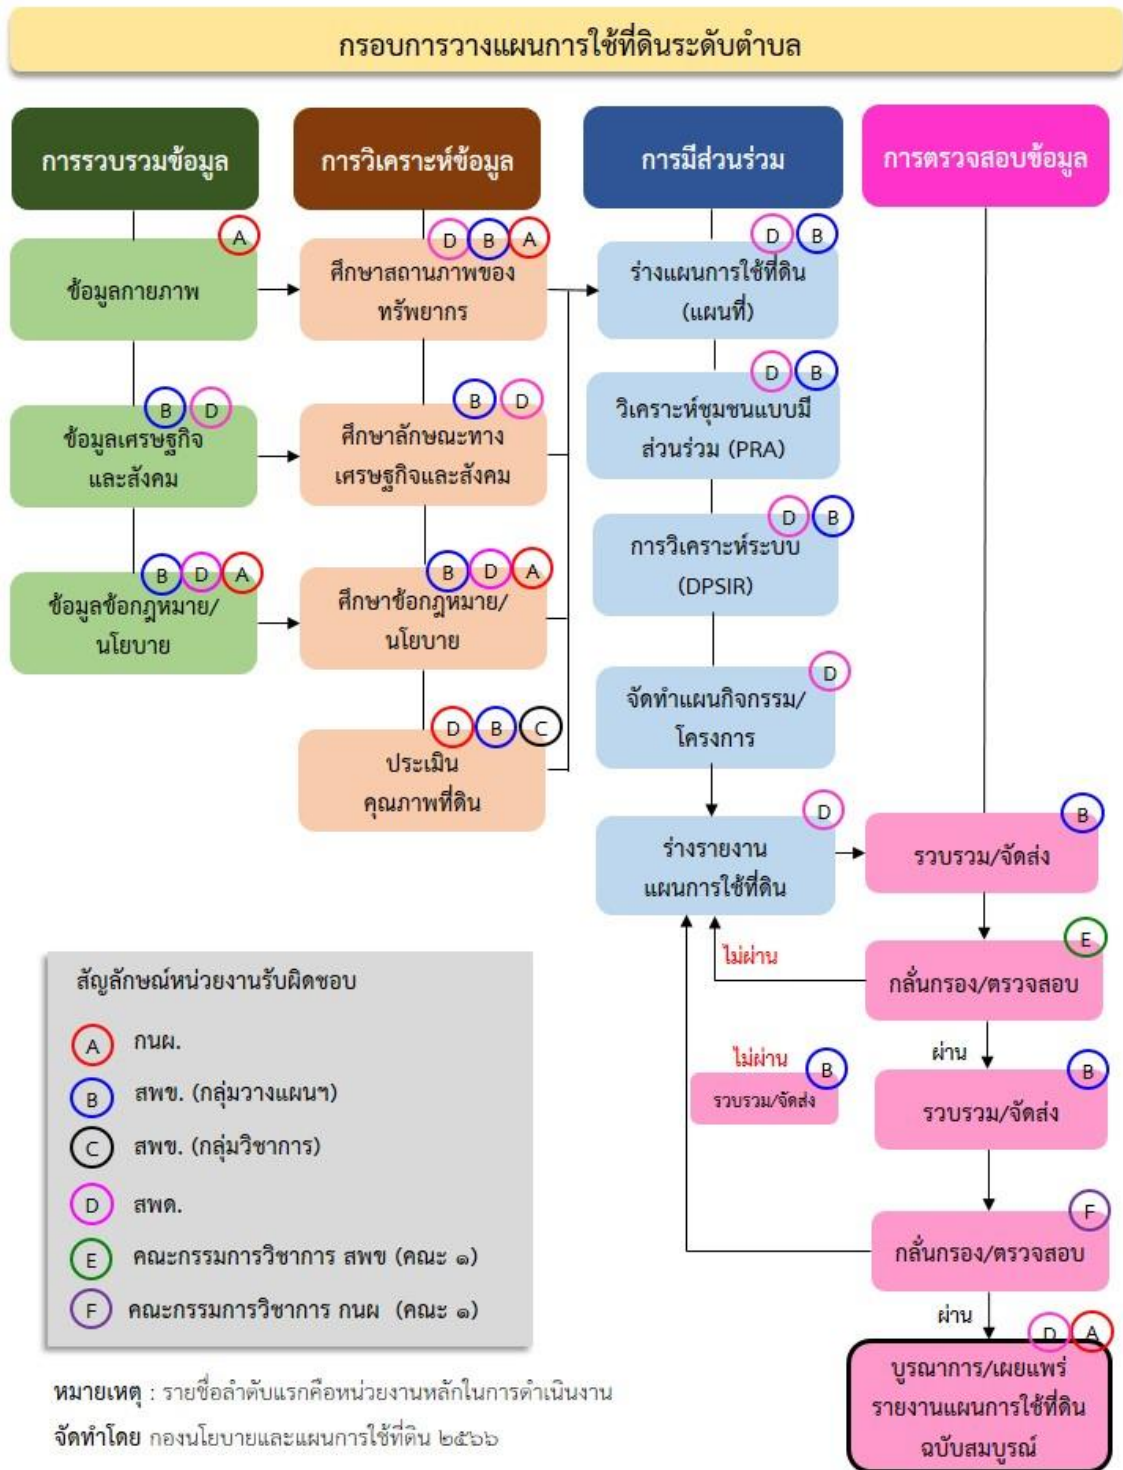 กรอบการวางแผนการใช้ที่ดินระดับตำบล
การรวบรวมข้อมูล
A
ข้อมูลกายภาพ
B D
ข้อมูลเศรษฐกิจ
และสังคม
B D A
ข้อมูลข้อกฎหมาย/
นโยบาย
การวิเคราะห์ข้อมูล
D B A
ศึกษาสถานภาพของ
ทรัพยากร
B D
ศึกษาลักษณะทาง
เศรษฐกิจและสังคม
B D A
ศึกษาข้อกฎหมาย/
นโยบาย
D B C
ประเมิน
คุณภาพที่ดิน
การมีส่วนร่วม
D B
ร่างแผนการใช้ที่ดิน
(แผนที่)
D B
วิเคราะห์ชุมชนแบบมี
ส่วนร่วม (PRA)
D B
การวิเคราะห์ระบบ
(DPSIR)
D
จัดทำแผนกิจกรรม/
โครงการ
D
ร่างรายงาน
แผนการใช้ที่ดิน
การตรวจสอบข้อมูล
B
รวบรวม/จัดส่ง
E
กลั่นกรอง/ตรวจสอบ
ไม่ผ่าน
ผ่าน
B
รวบรวม/จัดส่ง
ไม่ผ่าน
B
รวบรวม/จัดส่ง
F
กลั่นกรอง/ตรวจสอบ
ผ่าน
D A
บูรณาการ/เผยแพร่
รายงานแผนการใช้ที่ดิน
ฉบับสมบูรณ์
สัญลักษณ์หน่วยงานรับผิดชอบ
A กนผ.
B สพข. (กลุ่มวางแผนฯ)
C สพข. (กลุ่มวิชาการ)
D สพด.
E คณะกรรมการวิชาการ สพข (คณะ ๑)
F คณะกรรมการวิชาการ กนผ (คณะ ๑)
หมายเหตุ : รายชื่อลำดับแรกคือหน่วยงานหลักในการดำเนินงาน
จัดทำโดย กองนโยบายและแผนการใช้ที่ดิน ๒๕๖๖